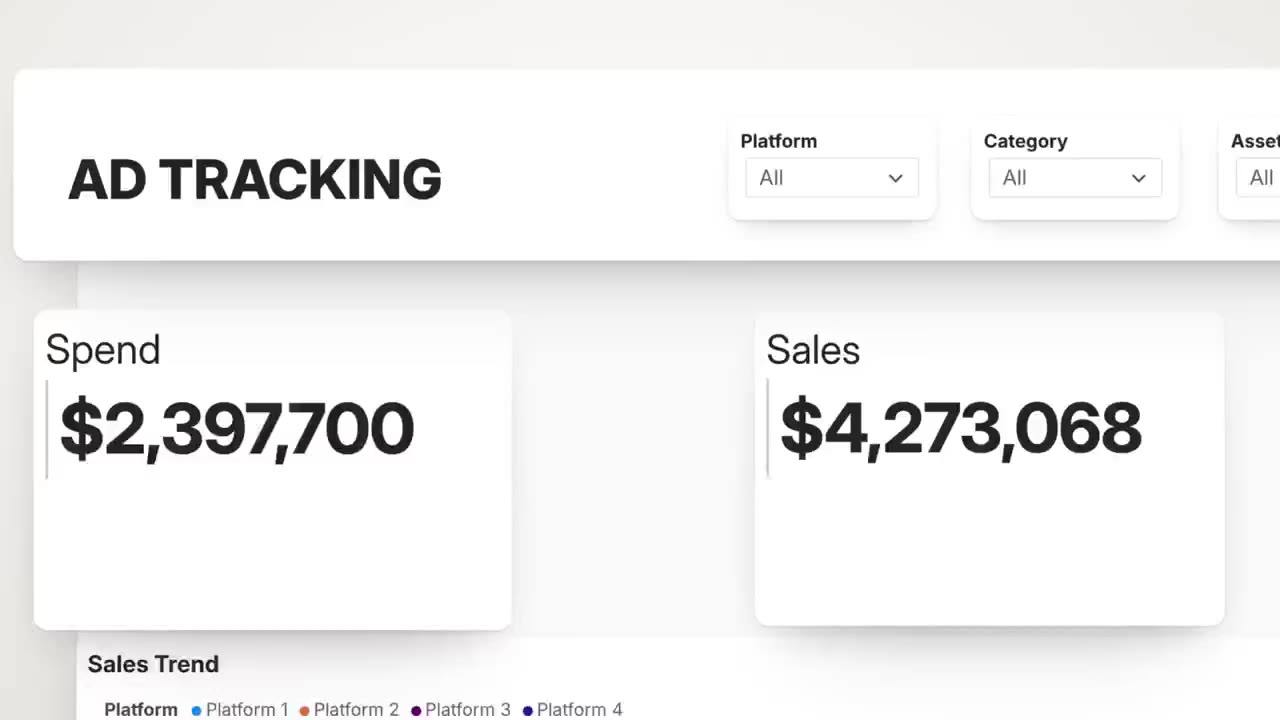 AD TRACKING
Platform
All
Category
All
Asset
All
Spend
$2,397,700
Sales
$4,273,068
Sales Trend
Platform Platform 1 Platform 2 Platform 3 Platform 4